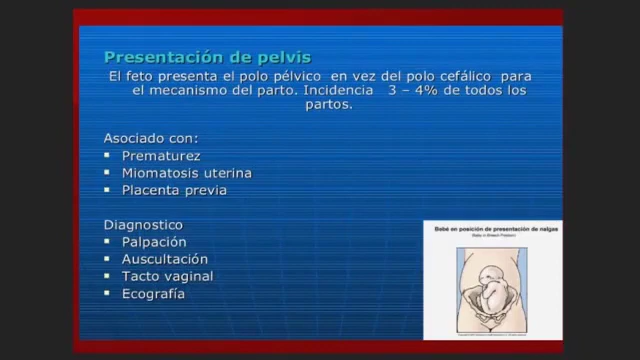 Presentación de pelvis
El feto presenta el polo pélvico en vez del polo cefálico para
el mecanismo del parto. Incidencia 3 – 4% de todos los
partos.
Asociado con:
Prematurez
Miomatosis uterina
Placenta previa
Diagnostico
Palpación
Auscultación
Tacto vaginal
Ecografía
Bebé en posición de presentación de nalgas